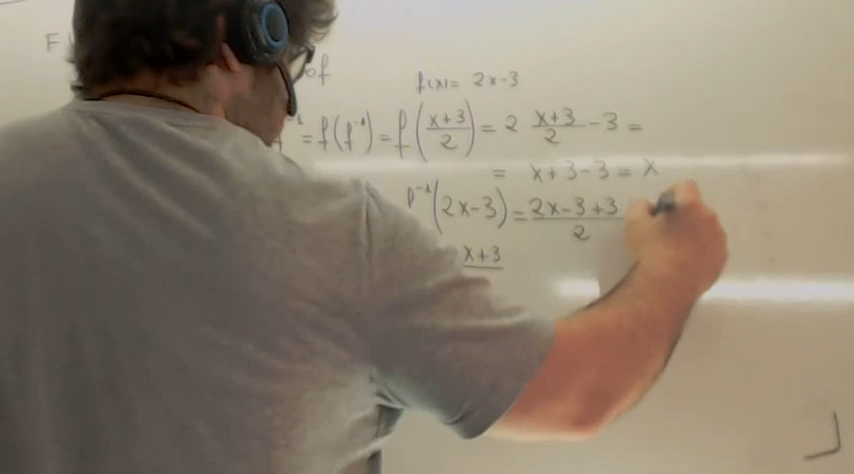 F
of
f(x) = 2x-3
⁻¹ = f(f⁻¹) = f((x+3)/2) = 2 (x+3)/2 - 3 =
= x+3-3 = x
f⁻¹(2x-3) = (2x-3+3)/2
x+3